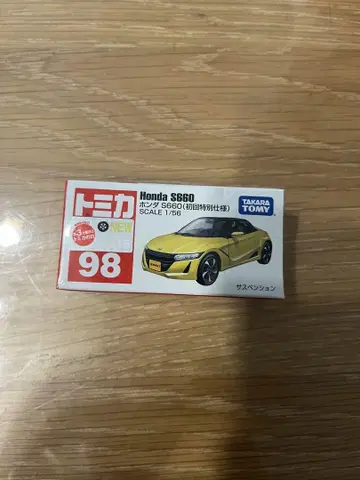 トミカ
NEW
98
Honda S660
ホンダ S660(初回特別仕様)
SCALE 1/56
TAKARA
TOMY
サスペンション